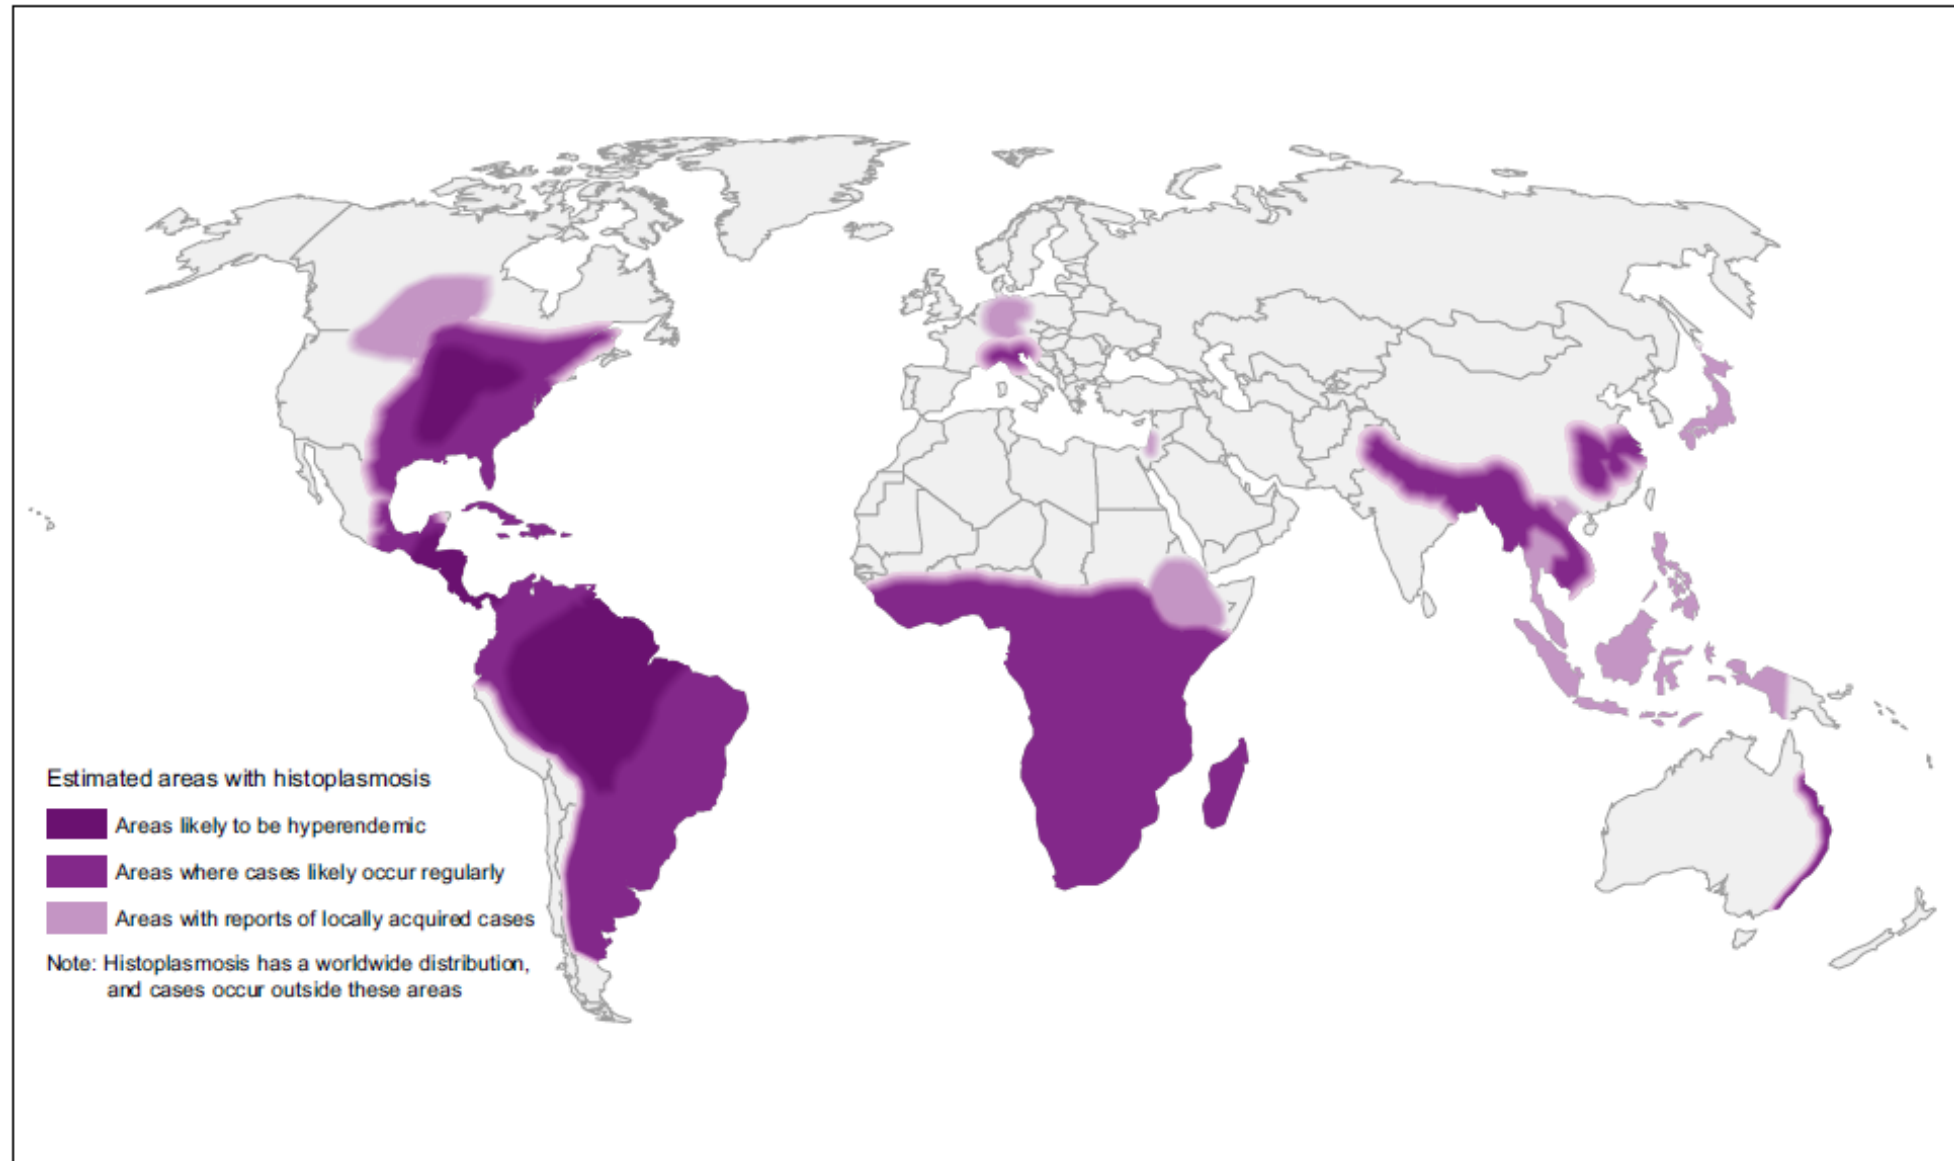 Estimated areas with histoplasmosis
Areas likely to be hyperendemic
Areas where cases likely occur regularly
Areas with reports of locally acquired cases
Note: Histoplasmosis has a worldwide distribution,
and cases occur outside these areas